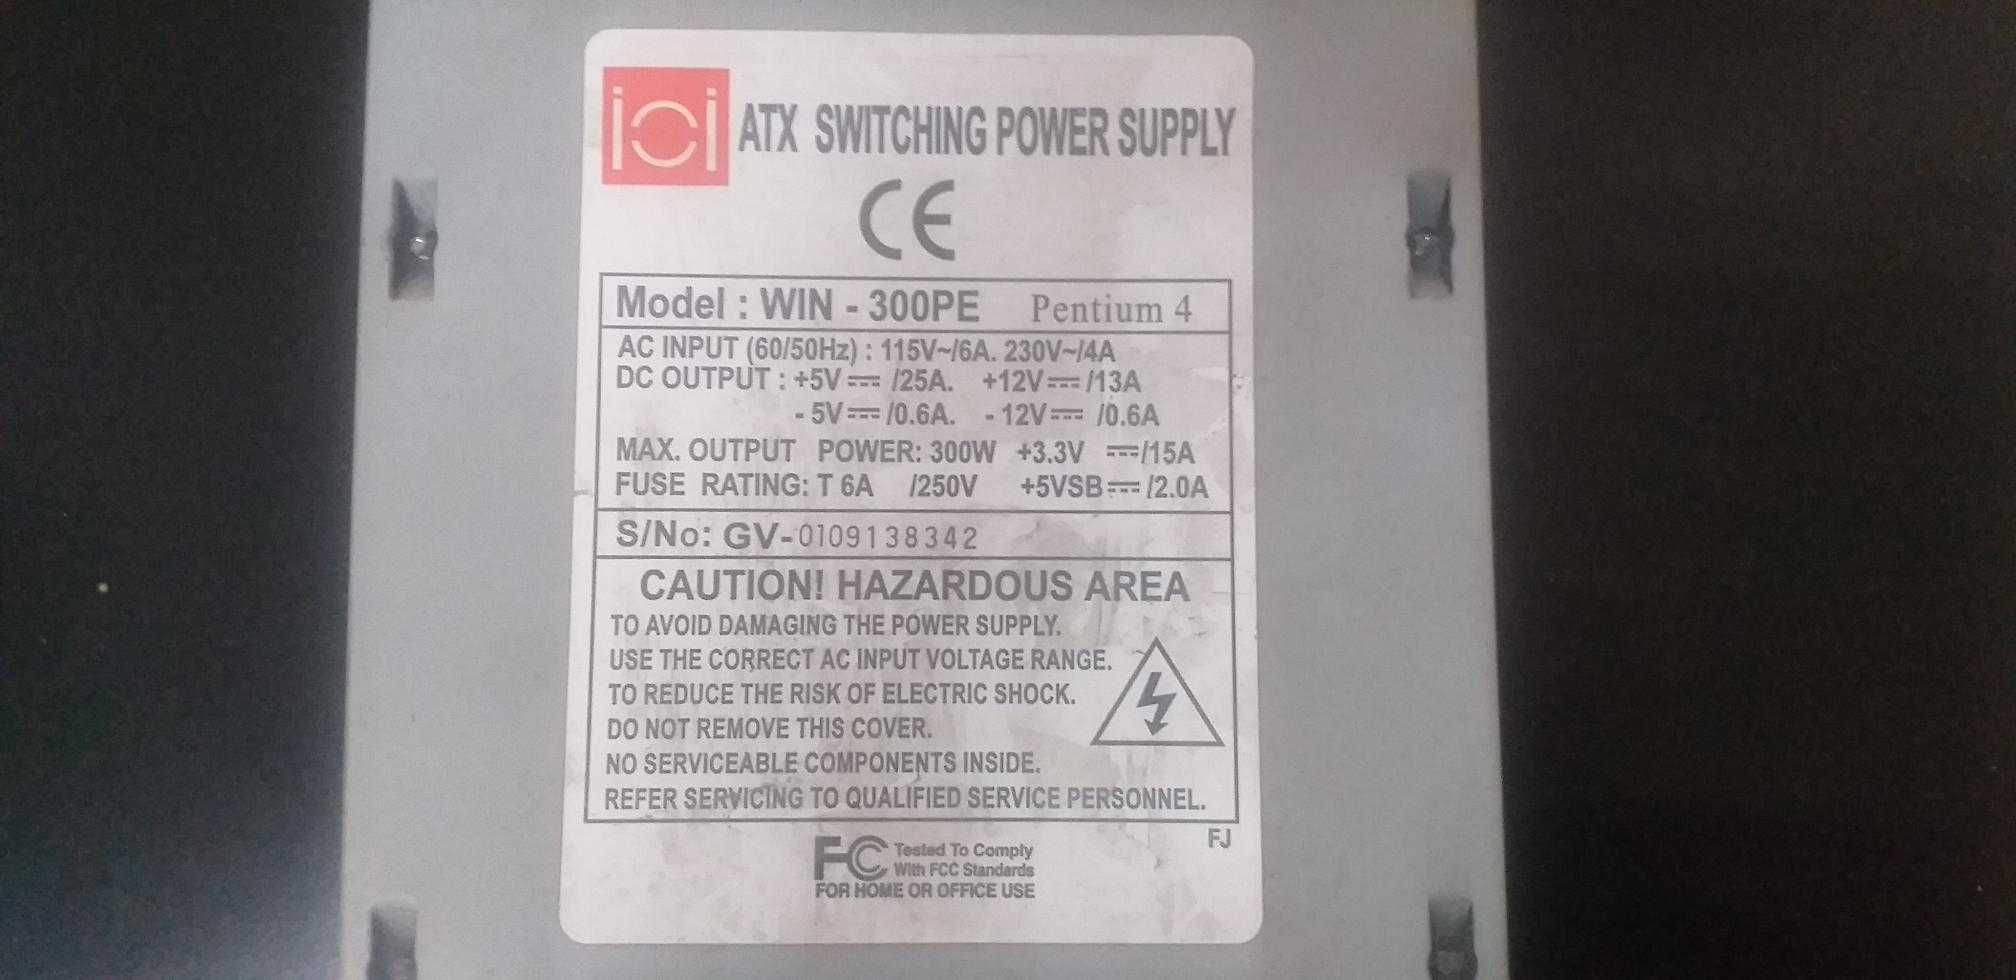 ATX SWITCHING POWER SUPPLY
CE
Model : WIN - 300PE Pentium 4
AC INPUT (60/50Hz) : 115V~/6A. 230V~/4A
DC OUTPUT : +5V⎓ /25A. +12V⎓ /13A
- 5V⎓ /0.6A. - 12V⎓ /0.6A
MAX. OUTPUT POWER: 300W +3.3V ⎓/15A
FUSE RATING: T 6A /250V +5VSB⎓ /2.0A
S/No: GV-0109138342
CAUTION! HAZARDOUS AREA
TO AVOID DAMAGING THE POWER SUPPLY.
USE THE CORRECT AC INPUT VOLTAGE RANGE.
TO REDUCE THE RISK OF ELECTRIC SHOCK.
DO NOT REMOVE THIS COVER.
NO SERVICEABLE COMPONENTS INSIDE.
REFER SERVICING TO QUALIFIED SERVICE PERSONNEL.
FJ
FC Tested To Comply
With FCC Standards
FOR HOME OR OFFICE USE